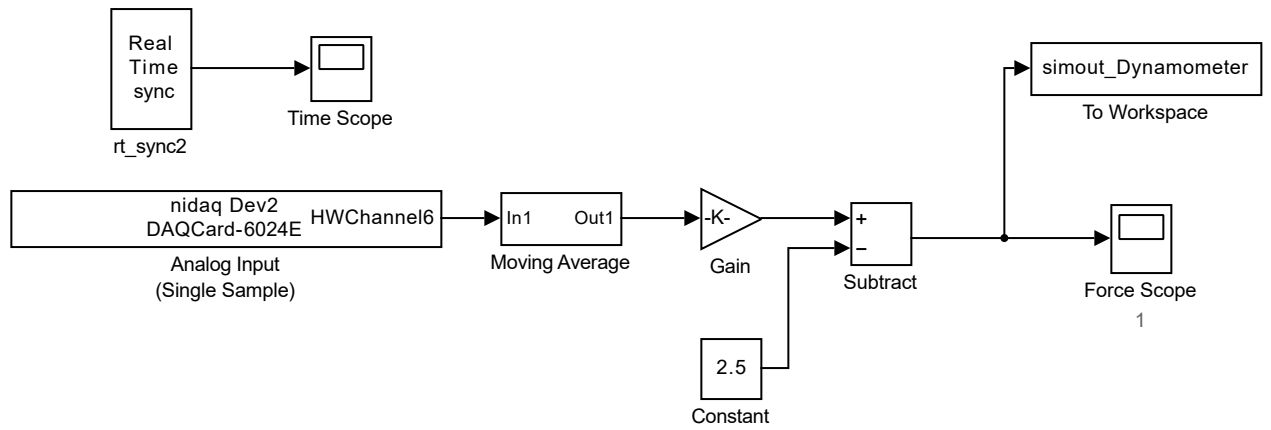 Real
Time
sync
rt_sync2
Time Scope
simout_Dynamometer
To Workspace
nidaq Dev2
DAQCard-6024E
HWChannel6
Analog Input
(Single Sample)
In1
Out1
Moving Average
-K-
Gain
+
−
Subtract
Force Scope
1
2.5
Constant